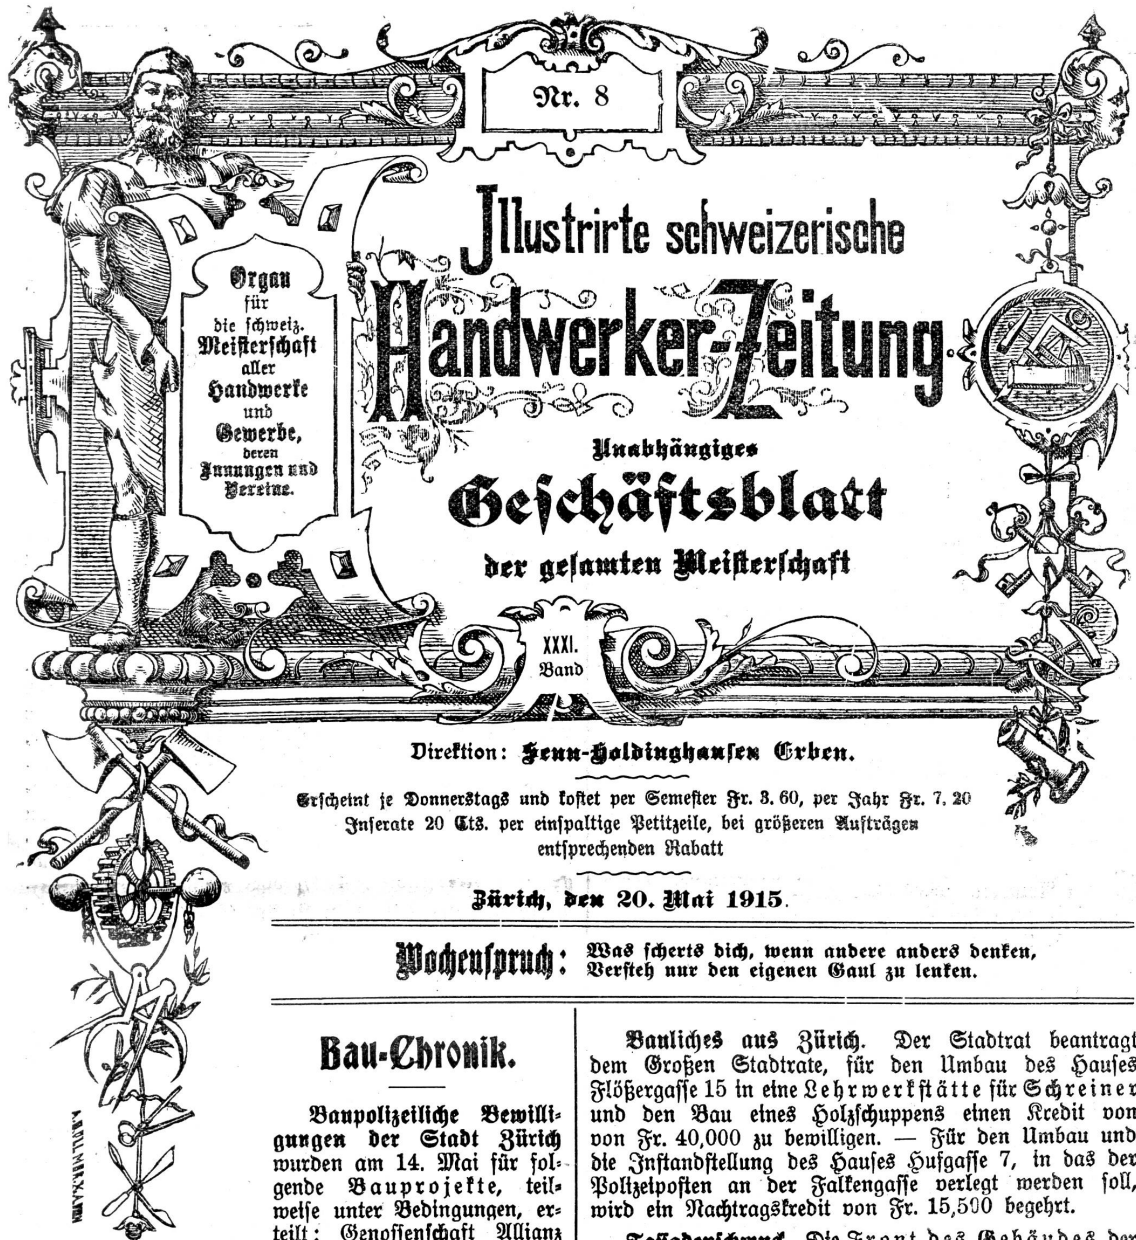 Nr. 8
Illustrirte schweizerische
Handwerker-Zeitung
Organ
für
die schweiz.
Meisterschaft
aller
Handwerke
und
Gewerbe,
deren
Innungen und
Vereine.
Unabhängiges
Geschäftsblatt
der gesamten Meisterschaft
XXXI.
Band
Direktion: Senn-Holdinghausen Erben.
Erscheint je Donnerstags und kostet per Semester Fr. 3.60, per Jahr Fr. 7.20
Inserate 20 Cts. per einspaltige Petitzeile, bei größeren Aufträgen
entsprechenden Rabatt
Zürich, den 20. Mai 1915.
Wochenspruch:
Was scherts dich, wenn andere anders denken,
Versteh nur den eigenen Gaul zu lenken.
Bau-Chronik.
Baupolizeiliche Bewilli-
gungen der Stadt Zürich
wurden am 14. Mai für fol-
gende Bauprojekte, teil-
weise unter Bedingungen, er-
teilt: Genossenschaft Allianz
Bauliches aus Zürich. Der Stadtrat beantragt
dem Großen Stadtrate, für den Umbau des Hauses
Flößergasse 15 in eine Lehrwerkstätte für Schreiner
und den Bau eines Holzschuppens einen Kredit von
von Fr. 40,000 zu bewilligen. — Für den Umbau und
die Instandstellung des Hauses Hufgasse 7, in das der
Polizeiposten an der Falkengasse verlegt werden soll,
wird ein Nachtragskredit von Fr. 15,500 begehrt.
Fassadenschmuck. Die Front des Gebäudes der